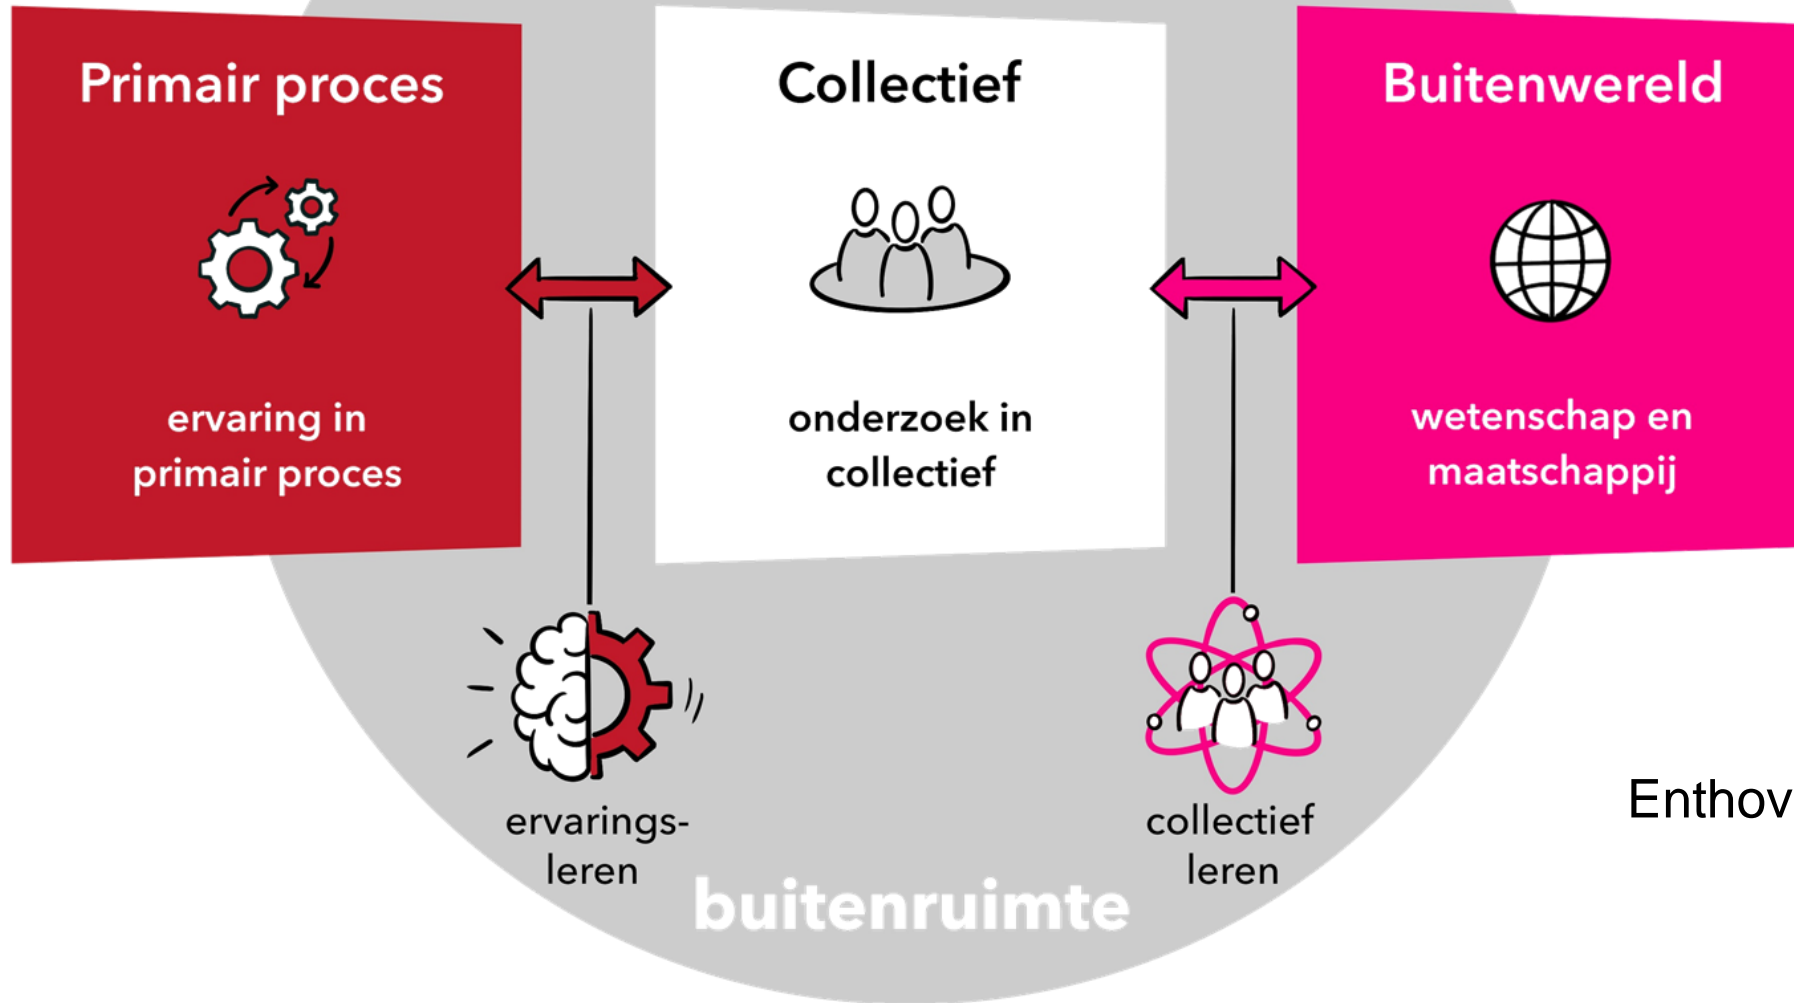 Primair proces
ervaring in
primair proces
Collectief
onderzoek in
collectief
Buitenwereld
wetenschap en
maatschappij
ervarings-
leren
collectief
leren
Enthov
buitenruimte